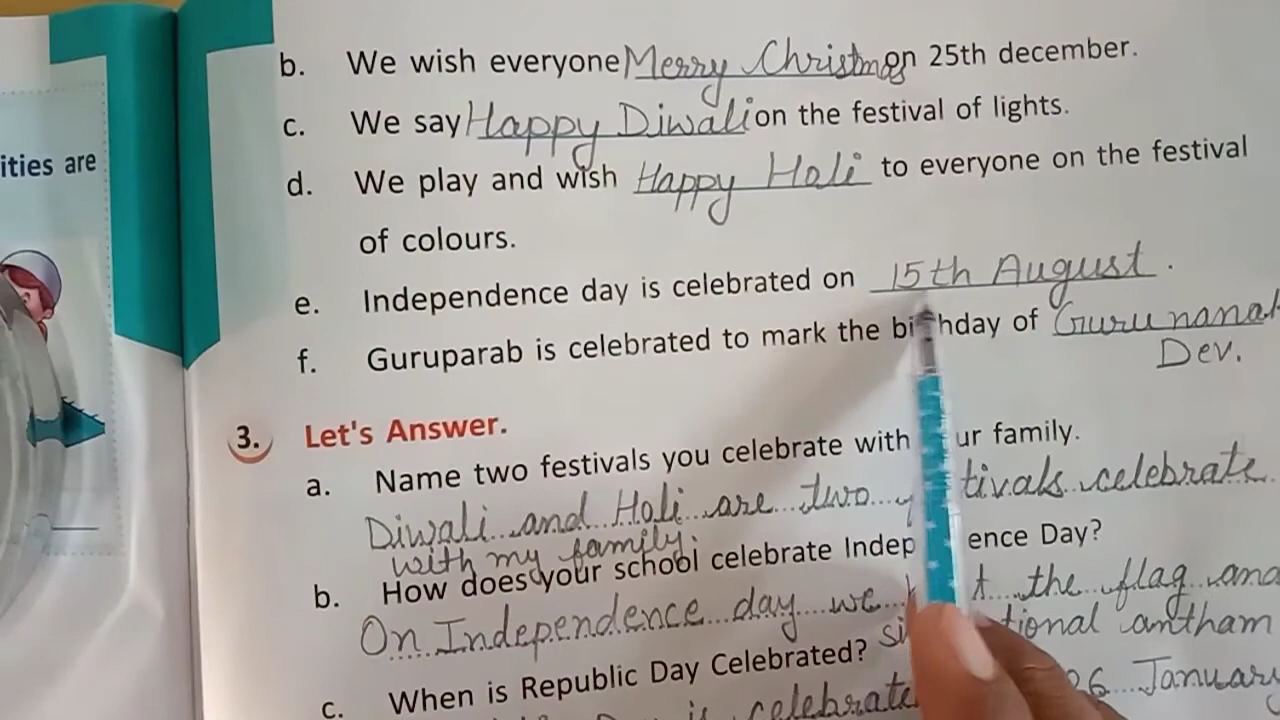 b. We wish everyone Merry Christmas on 25th december.
c. We say Happy Diwali on the festival of lights.
ities are
d. We play and wish Happy Holi to everyone on the festival
of colours.
e. Independence day is celebrated on 15th August.
f. Guruparab is celebrated to mark the birthday of Guru nanak
Dev.
3. Let's Answer.
a. Name two festivals you celebrate with ur family.
Diwali and Holi are two tivals celebrate
with my family.
b. How does your school celebrate Indep ence Day?
On Independence day we the flag and
tional antham
c. When is Republic Day Celebrated?
celebrate 26 January